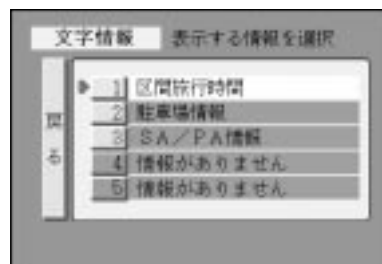 文字情報 表示する情報を選択
戻る
1 区間旅行時間
2 駐車場情報
3 SA／PA情報
4 情報がありません
5 情報がありません